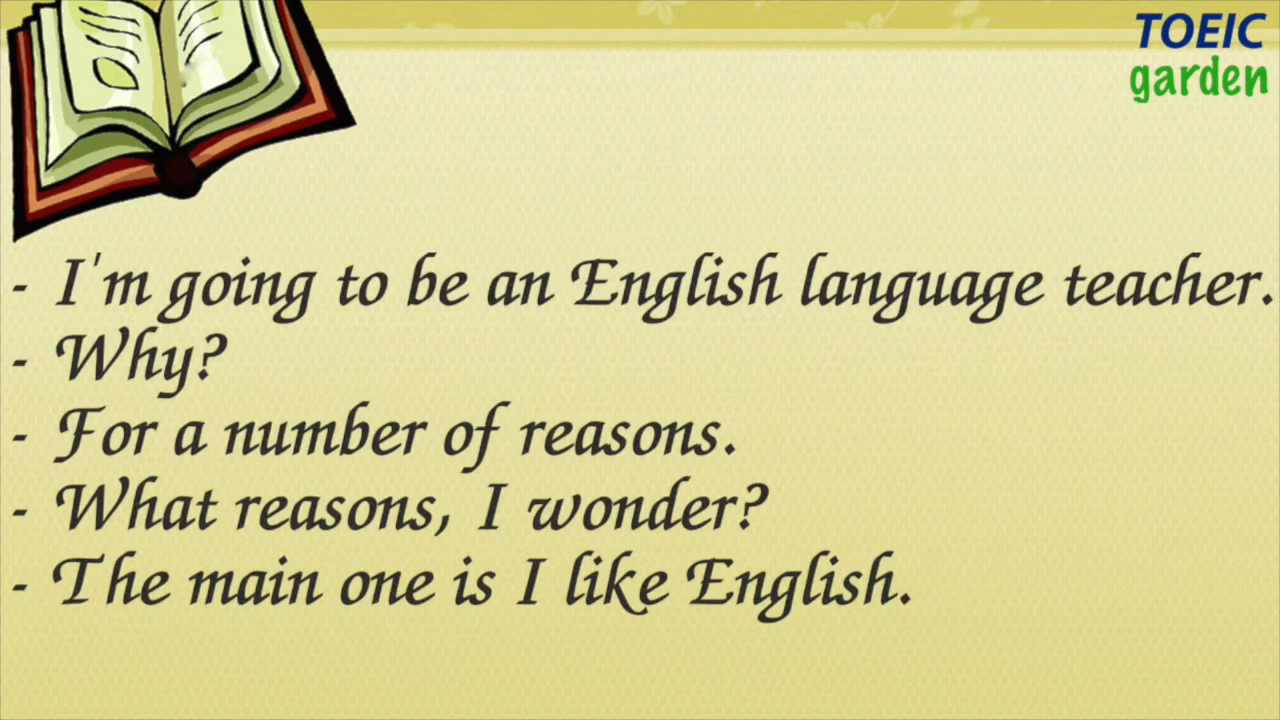 TOEIC
garden
- I'm going to be an English language teacher.
- Why?
- For a number of reasons.
- What reasons, I wonder?
- The main one is I like English.